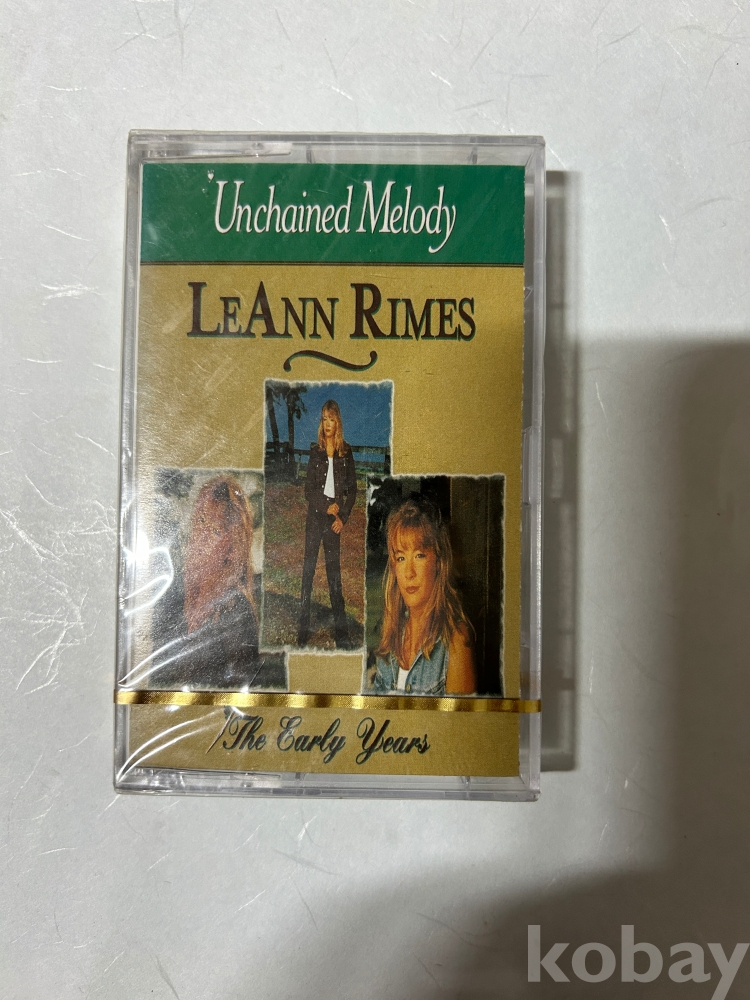 Unchained Melody
LEANN RIMES
The Early Years
kobay